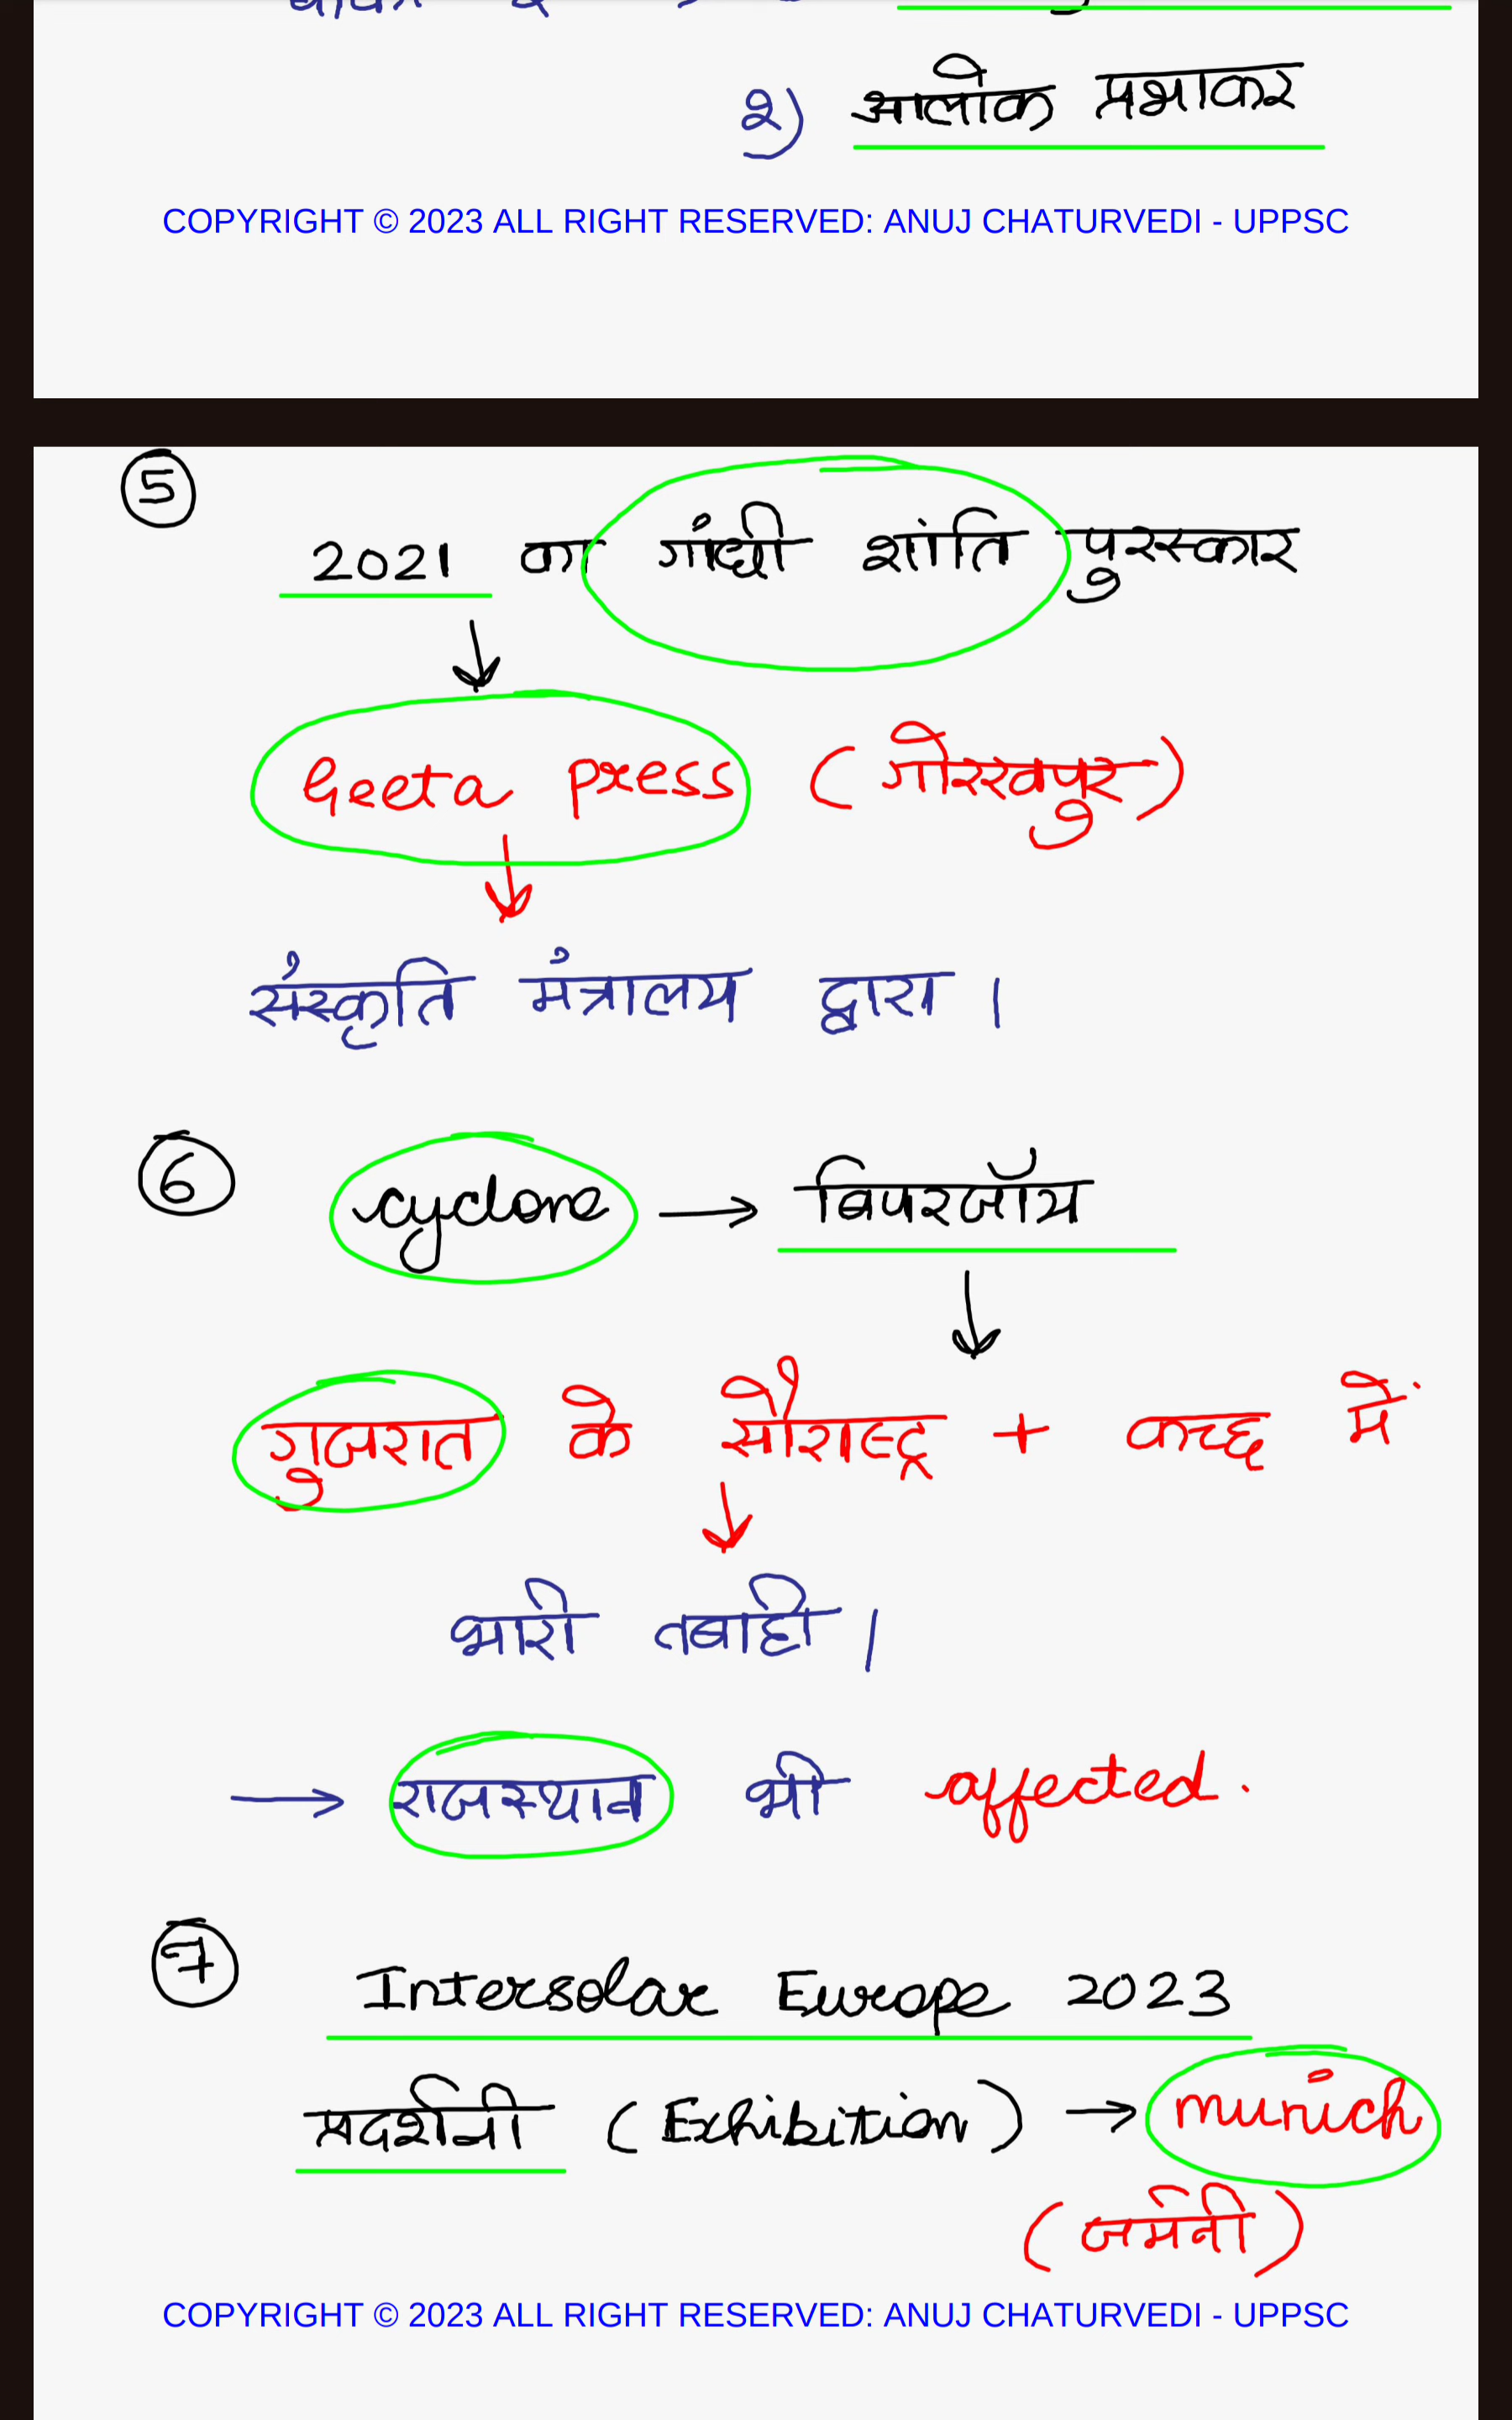 २) आलोक प्रभाकर
COPYRIGHT © 2023 ALL RIGHT RESERVED: ANUJ CHATURVEDI - UPPSC
5
2021 का गांधी शांति पुरस्कार
Geeta Press (गोरखपुर)
संस्कृति मंत्रालय द्वारा।
6 cyclone → बिपरजॉय
गुजरात के सौराष्ट्र + कच्छ में
भारी तबाही।
→ राजस्थान भी affected.
7 Intersolar Europe 2023
प्रदर्शनी (Exhibition) → munich
(जर्मनी)
COPYRIGHT © 2023 ALL RIGHT RESERVED: ANUJ CHATURVEDI - UPPSC